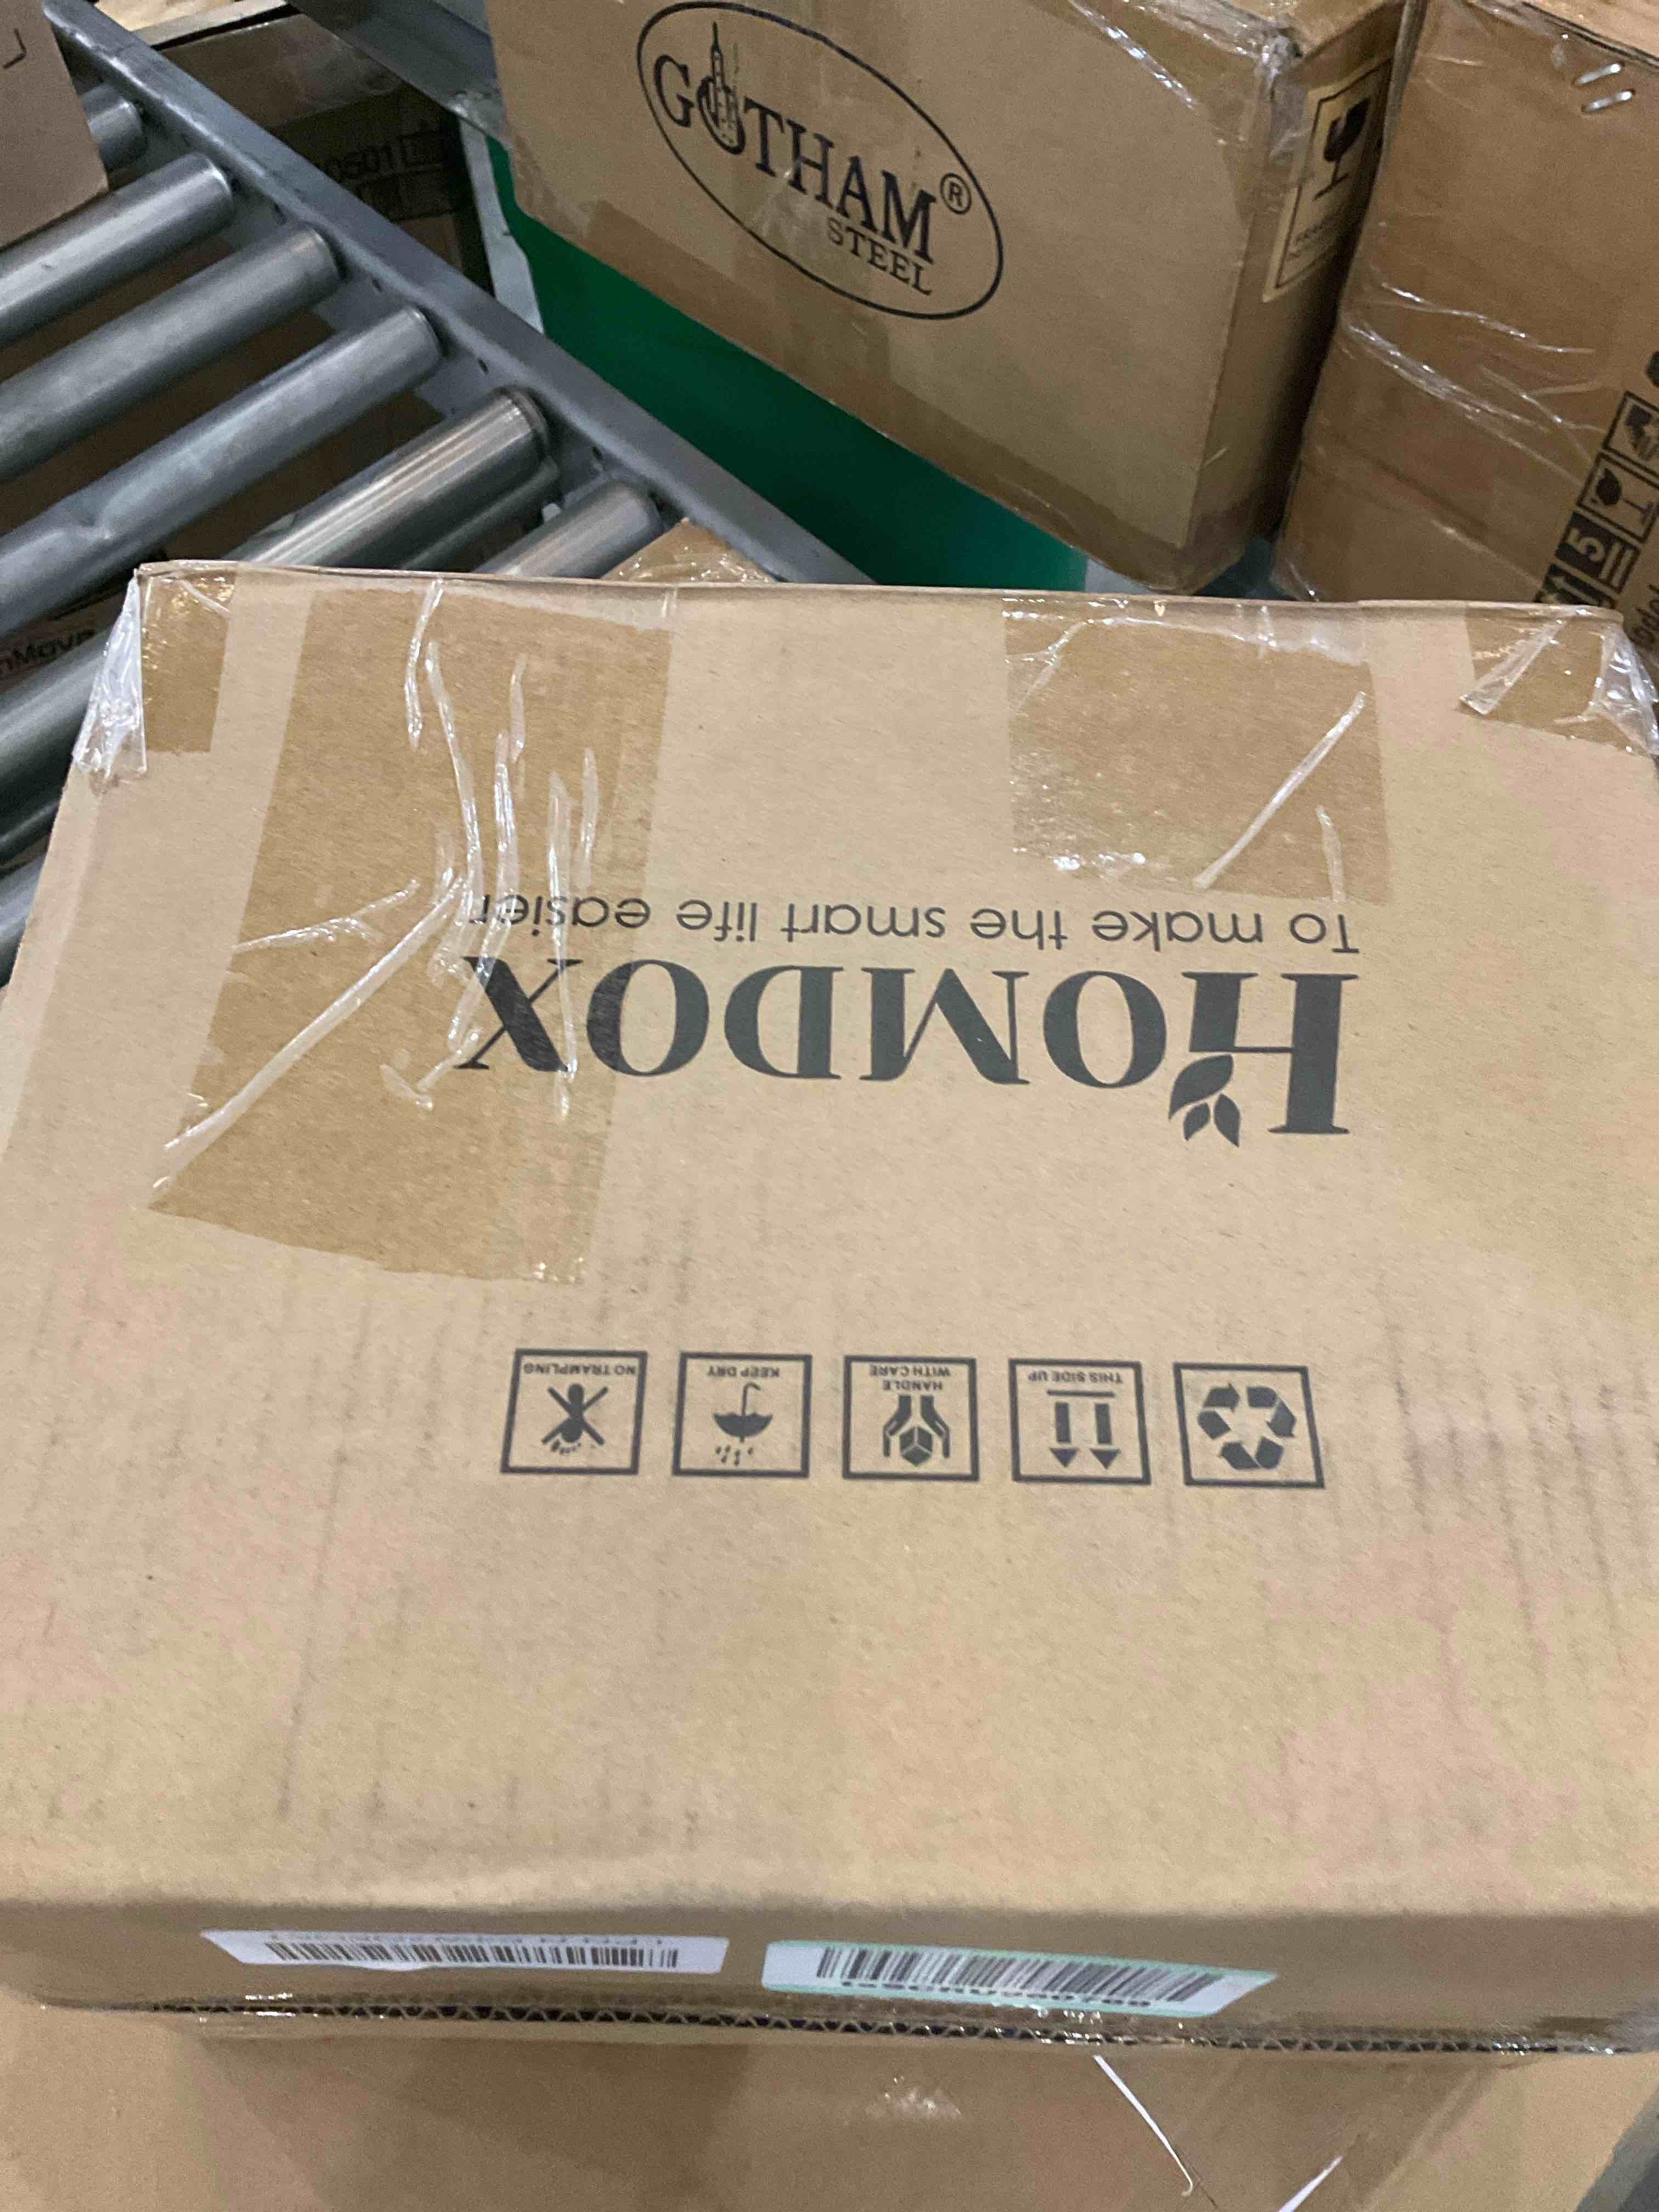 GOTHAM®
STEEL
5
HOMDOX
To make the smart life easier
THIS SIDE UP
HANDLE
WITH CARE
KEEP DRY
NO TRAMPLING